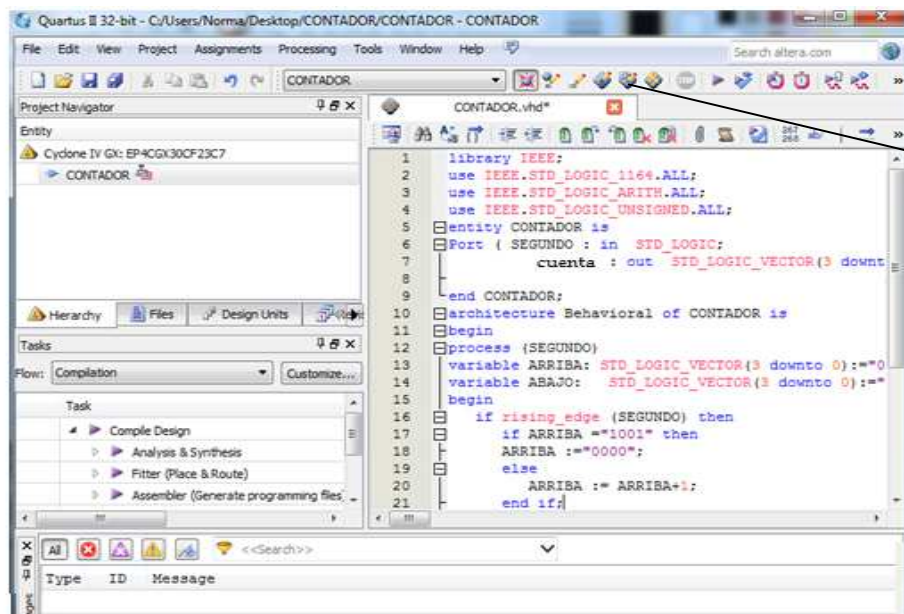 Quartus II 32-bit - C:/Users/Norma/Desktop/CONTADOR/CONTADOR - CONTADOR
File Edit View Project Assignments Processing Tools Window Help
Search altera.com
CONTADOR
Project Navigator
CONTADOR.vhd*
Entity
Cyclone IV GX: EP4CGX30CF23C7
CONTADOR
267
268
1 library IEEE;
2 use IEEE.STD_LOGIC_1164.ALL;
3 use IEEE.STD_LOGIC_ARITH.ALL;
4 use IEEE.STD_LOGIC_UNSIGNED.ALL;
5 entity CONTADOR is
6 Port ( SEGUNDO : in STD_LOGIC;
7 cuenta : out STD_LOGIC_VECTOR(3 downt
8
9 end CONTADOR;
10 architecture Behavioral of CONTADOR is
11 begin
12 process (SEGUNDO)
13 variable ARRIBA: STD_LOGIC_VECTOR(3 downto 0):="0
14 variable ABAJO: STD_LOGIC_VECTOR(3 downto 0):="
15 begin
16 if rising_edge (SEGUNDO) then
17 if ARRIBA ="1001" then
18 ARRIBA :="0000";
19 else
20 ARRIBA := ARRIBA+1;
21 end if;
Hierarchy Files Design Units
Tasks
Flow: Compilation Customize...
Task
Compile Design
Analysis & Synthesis
Fitter (Place & Route)
Assembler (Generate programming files)
All <<Search>>
Type ID Message